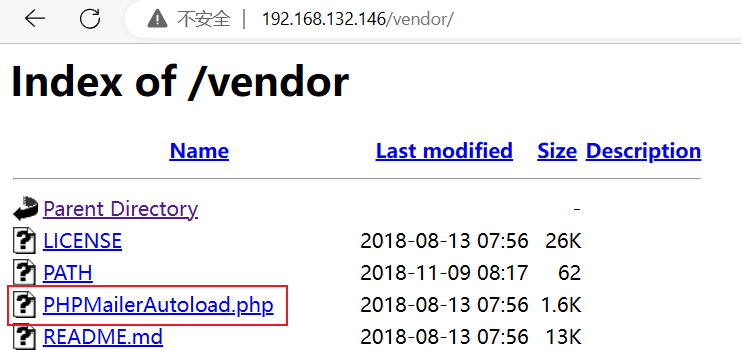 不安全 | 192.168.132.146/vendor/
Index of /vendor
Name Last modified Size Description
Parent Directory -
LICENSE 2018-08-13 07:56 26K
PATH 2018-11-09 08:17 62
PHPMailerAutoload.php 2018-08-13 07:56 1.6K
README.md 2018-08-13 07:56 13K